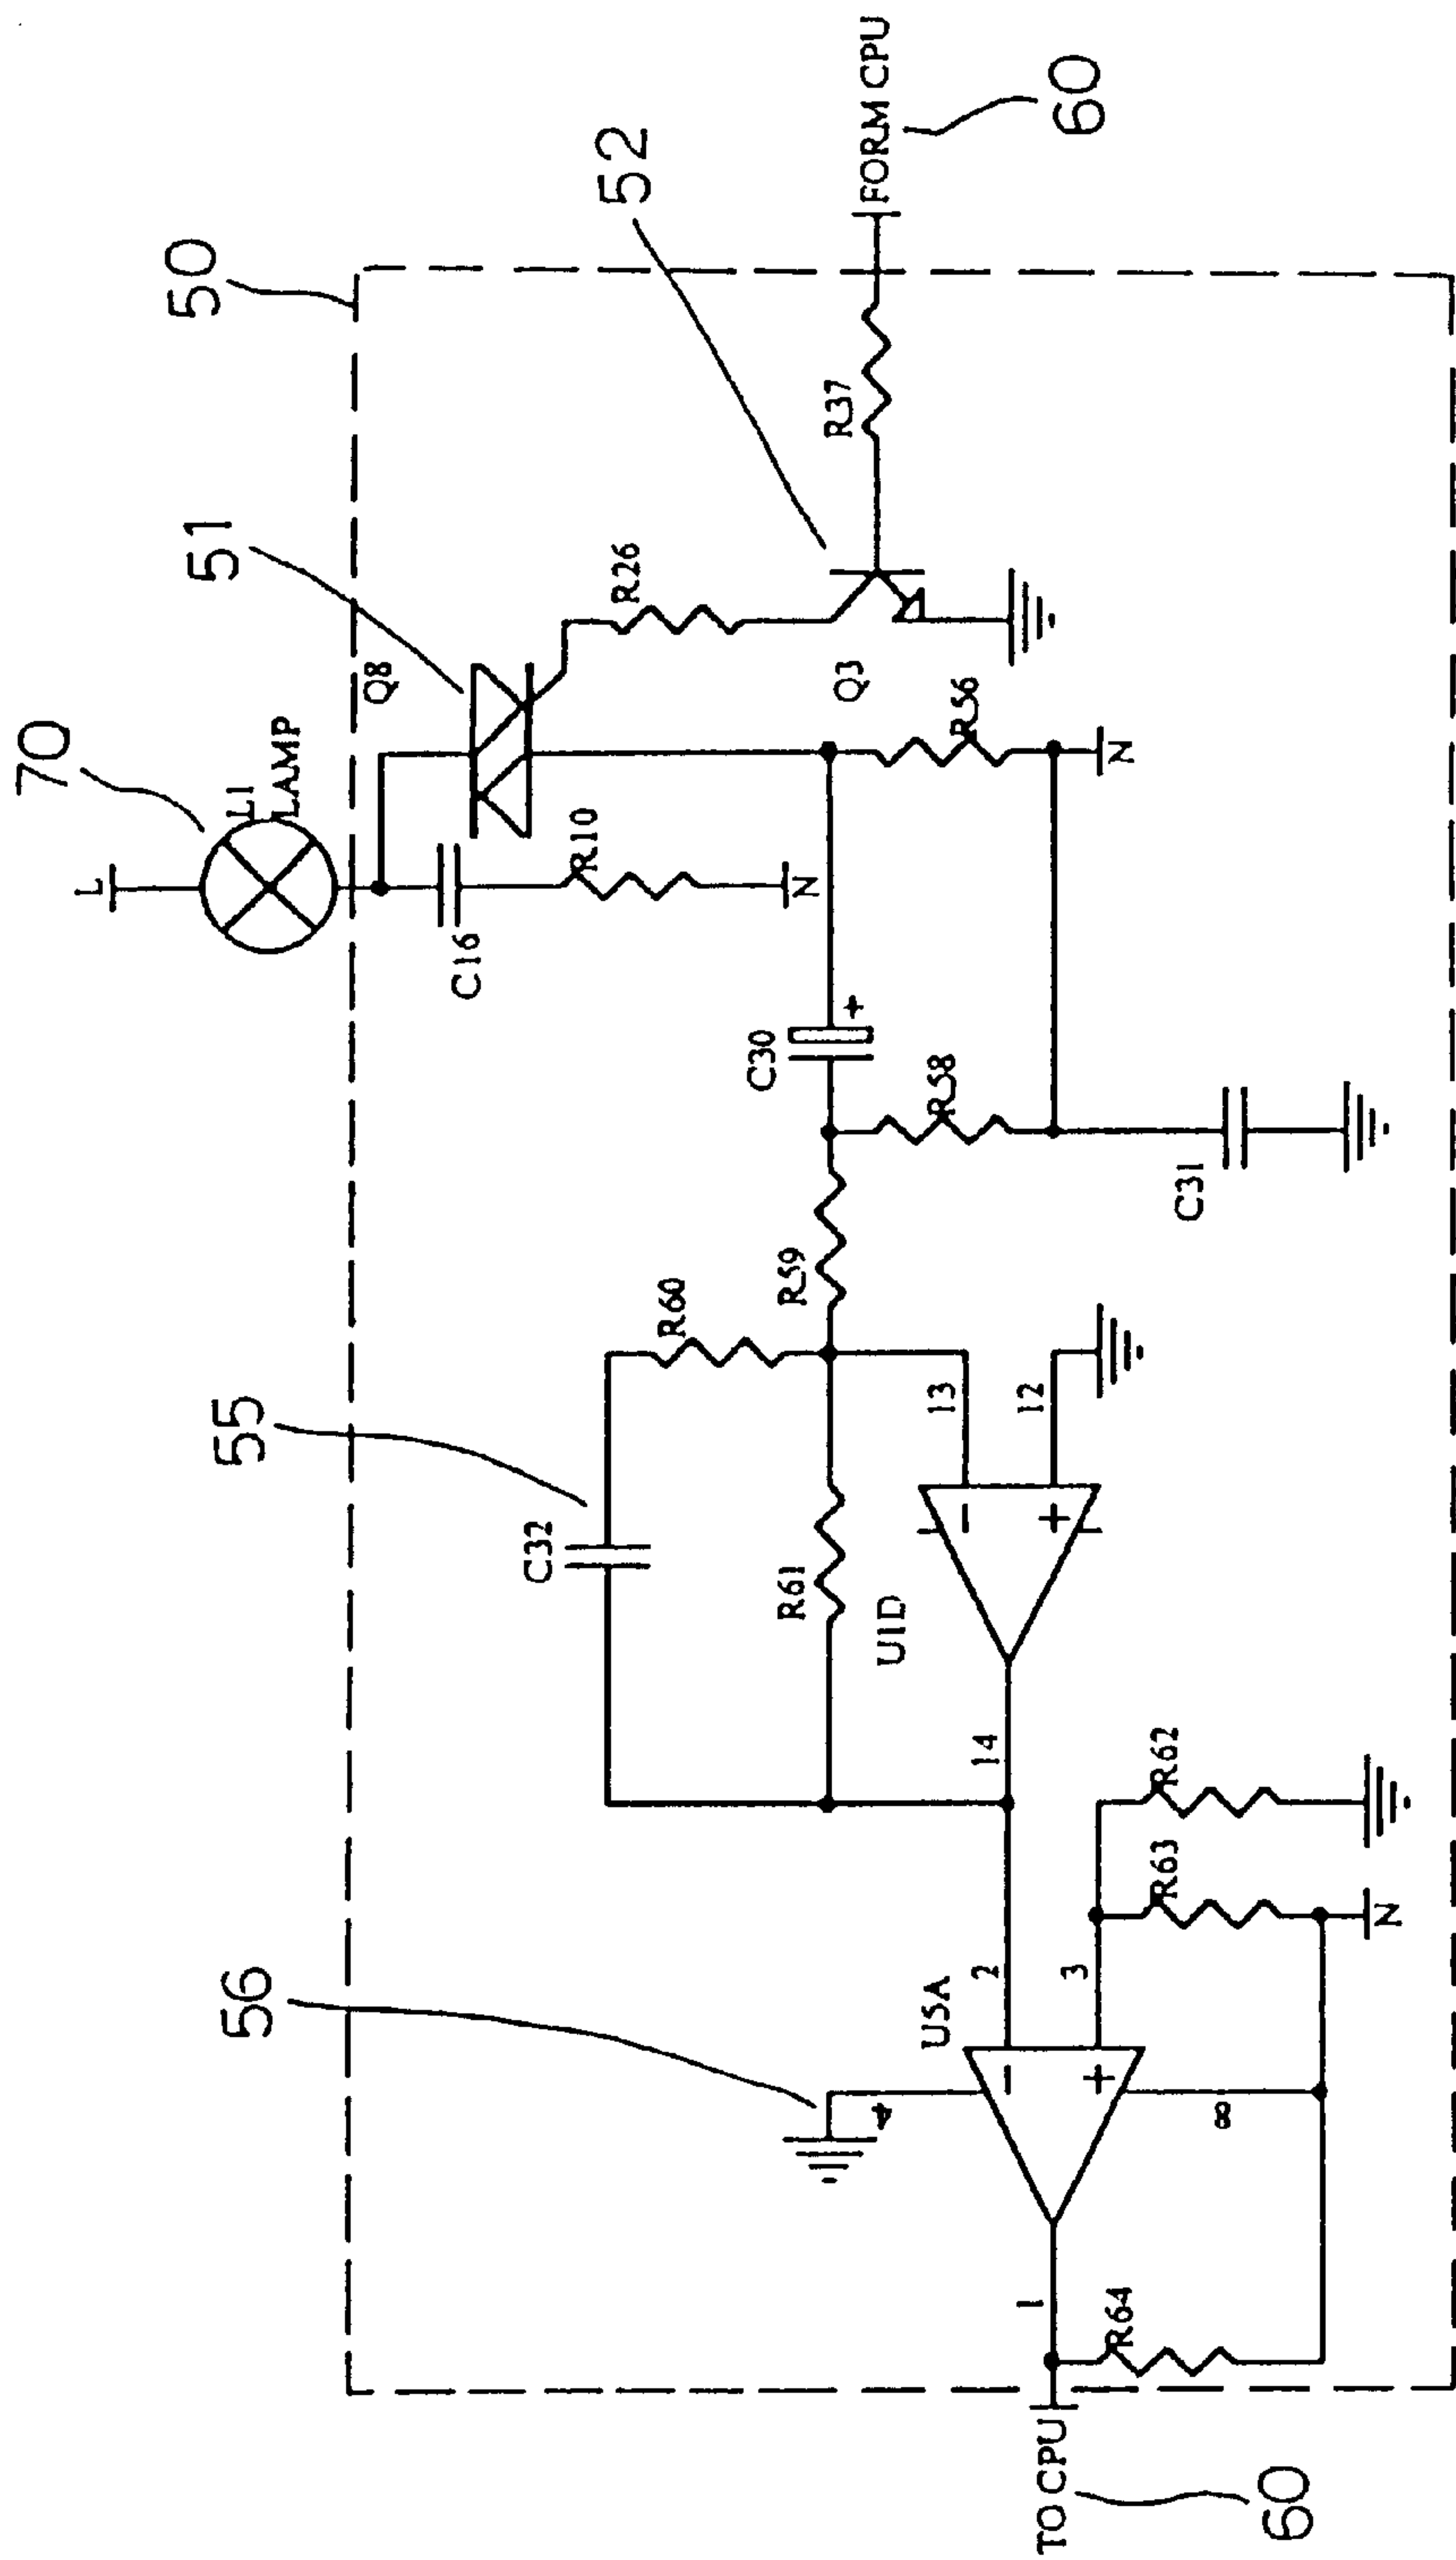 70
L
L1
LAMP
50
51
Q8
C16
R10
N
R26
52
Q3
R37
FORM CPU
60
C30
+
R56
N
R58
C31
R59
R60
55
C32
R61
U1D
13
12
−
+
14
R62
R63
N
56
U5A
2
3
−
+
4
8
1
R64
TO CPU
60